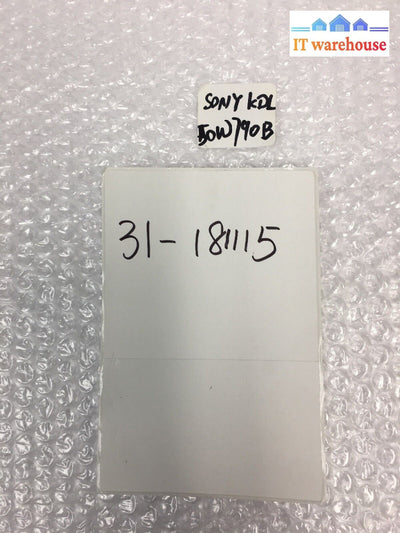 IT warehouse
SONY KDL
50W790B
31-181115